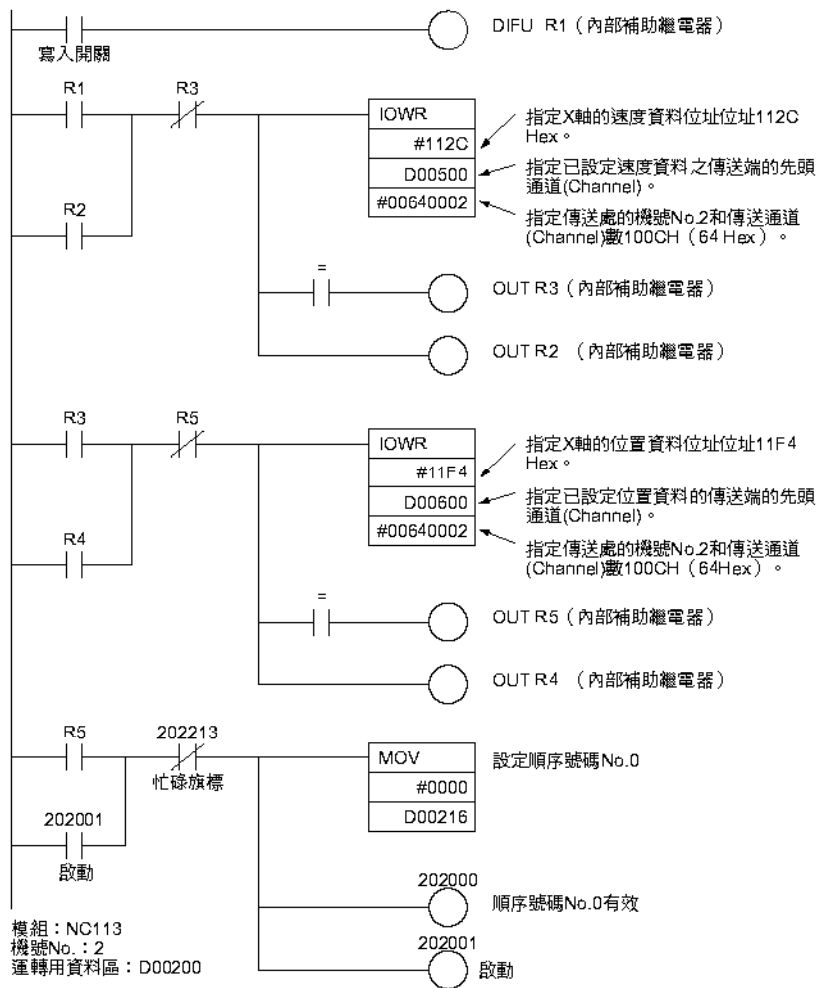 DIFU R1(內部補助繼電器)
寫入開關
R1
R3
IOWR
#112C
D00500
#00640002
指定X軸的速度資料位址位址112C
Hex。
指定已設定速度資料之傳送端的先頭
通道(Channel)。
指定傳送處的機號No.2和傳送通道
(Channel)數100CH(64 Hex)。
R2
=
OUT R3(內部補助繼電器)
OUT R2 (內部補助繼電器)
R3
R5
IOWR
#11F4
D00600
#00640002
指定X軸的位置資料位址位址11F4
Hex。
指定已設定位置資料的傳送端的先頭
通道(Channel)。
指定傳送處的機號No.2和傳送通道
(Channel)數100CH(64Hex)。
R4
=
OUT R5(內部補助繼電器)
OUT R4 (內部補助繼電器)
R5
202213
忙碌旗標
MOV
#0000
D00216
設定順序號碼No.0
202001
啟動
202000
順序號碼No.0有效
202001
啟動
模組:NC113
機號No.:2
運轉用資料區:D00200